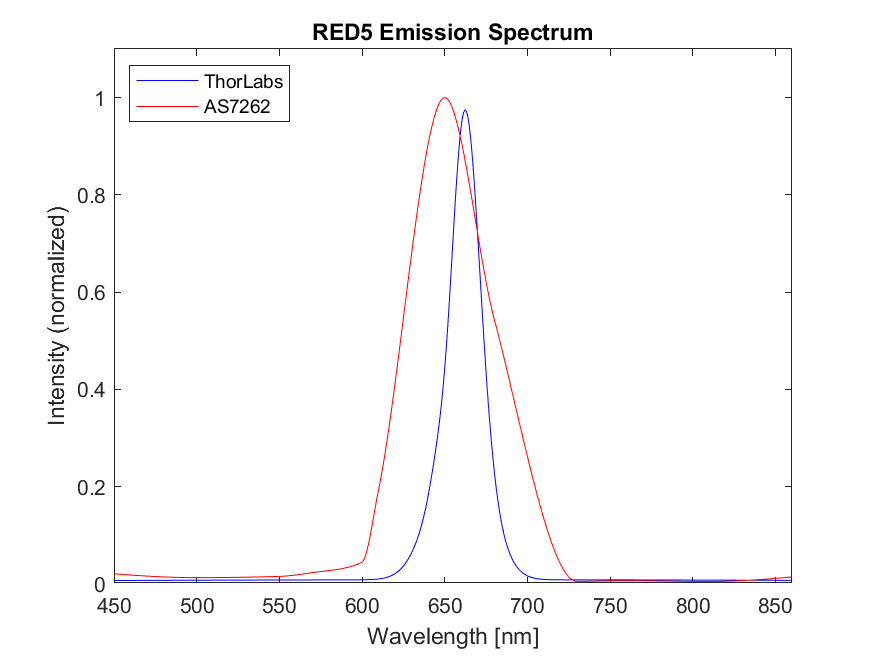 RED5 Emission Spectrum
ThorLabs
AS7262
1
0.8
0.6
0.4
0.2
0
Intensity (normalized)
450 500 550 600 650 700 750 800 850
Wavelength [nm]